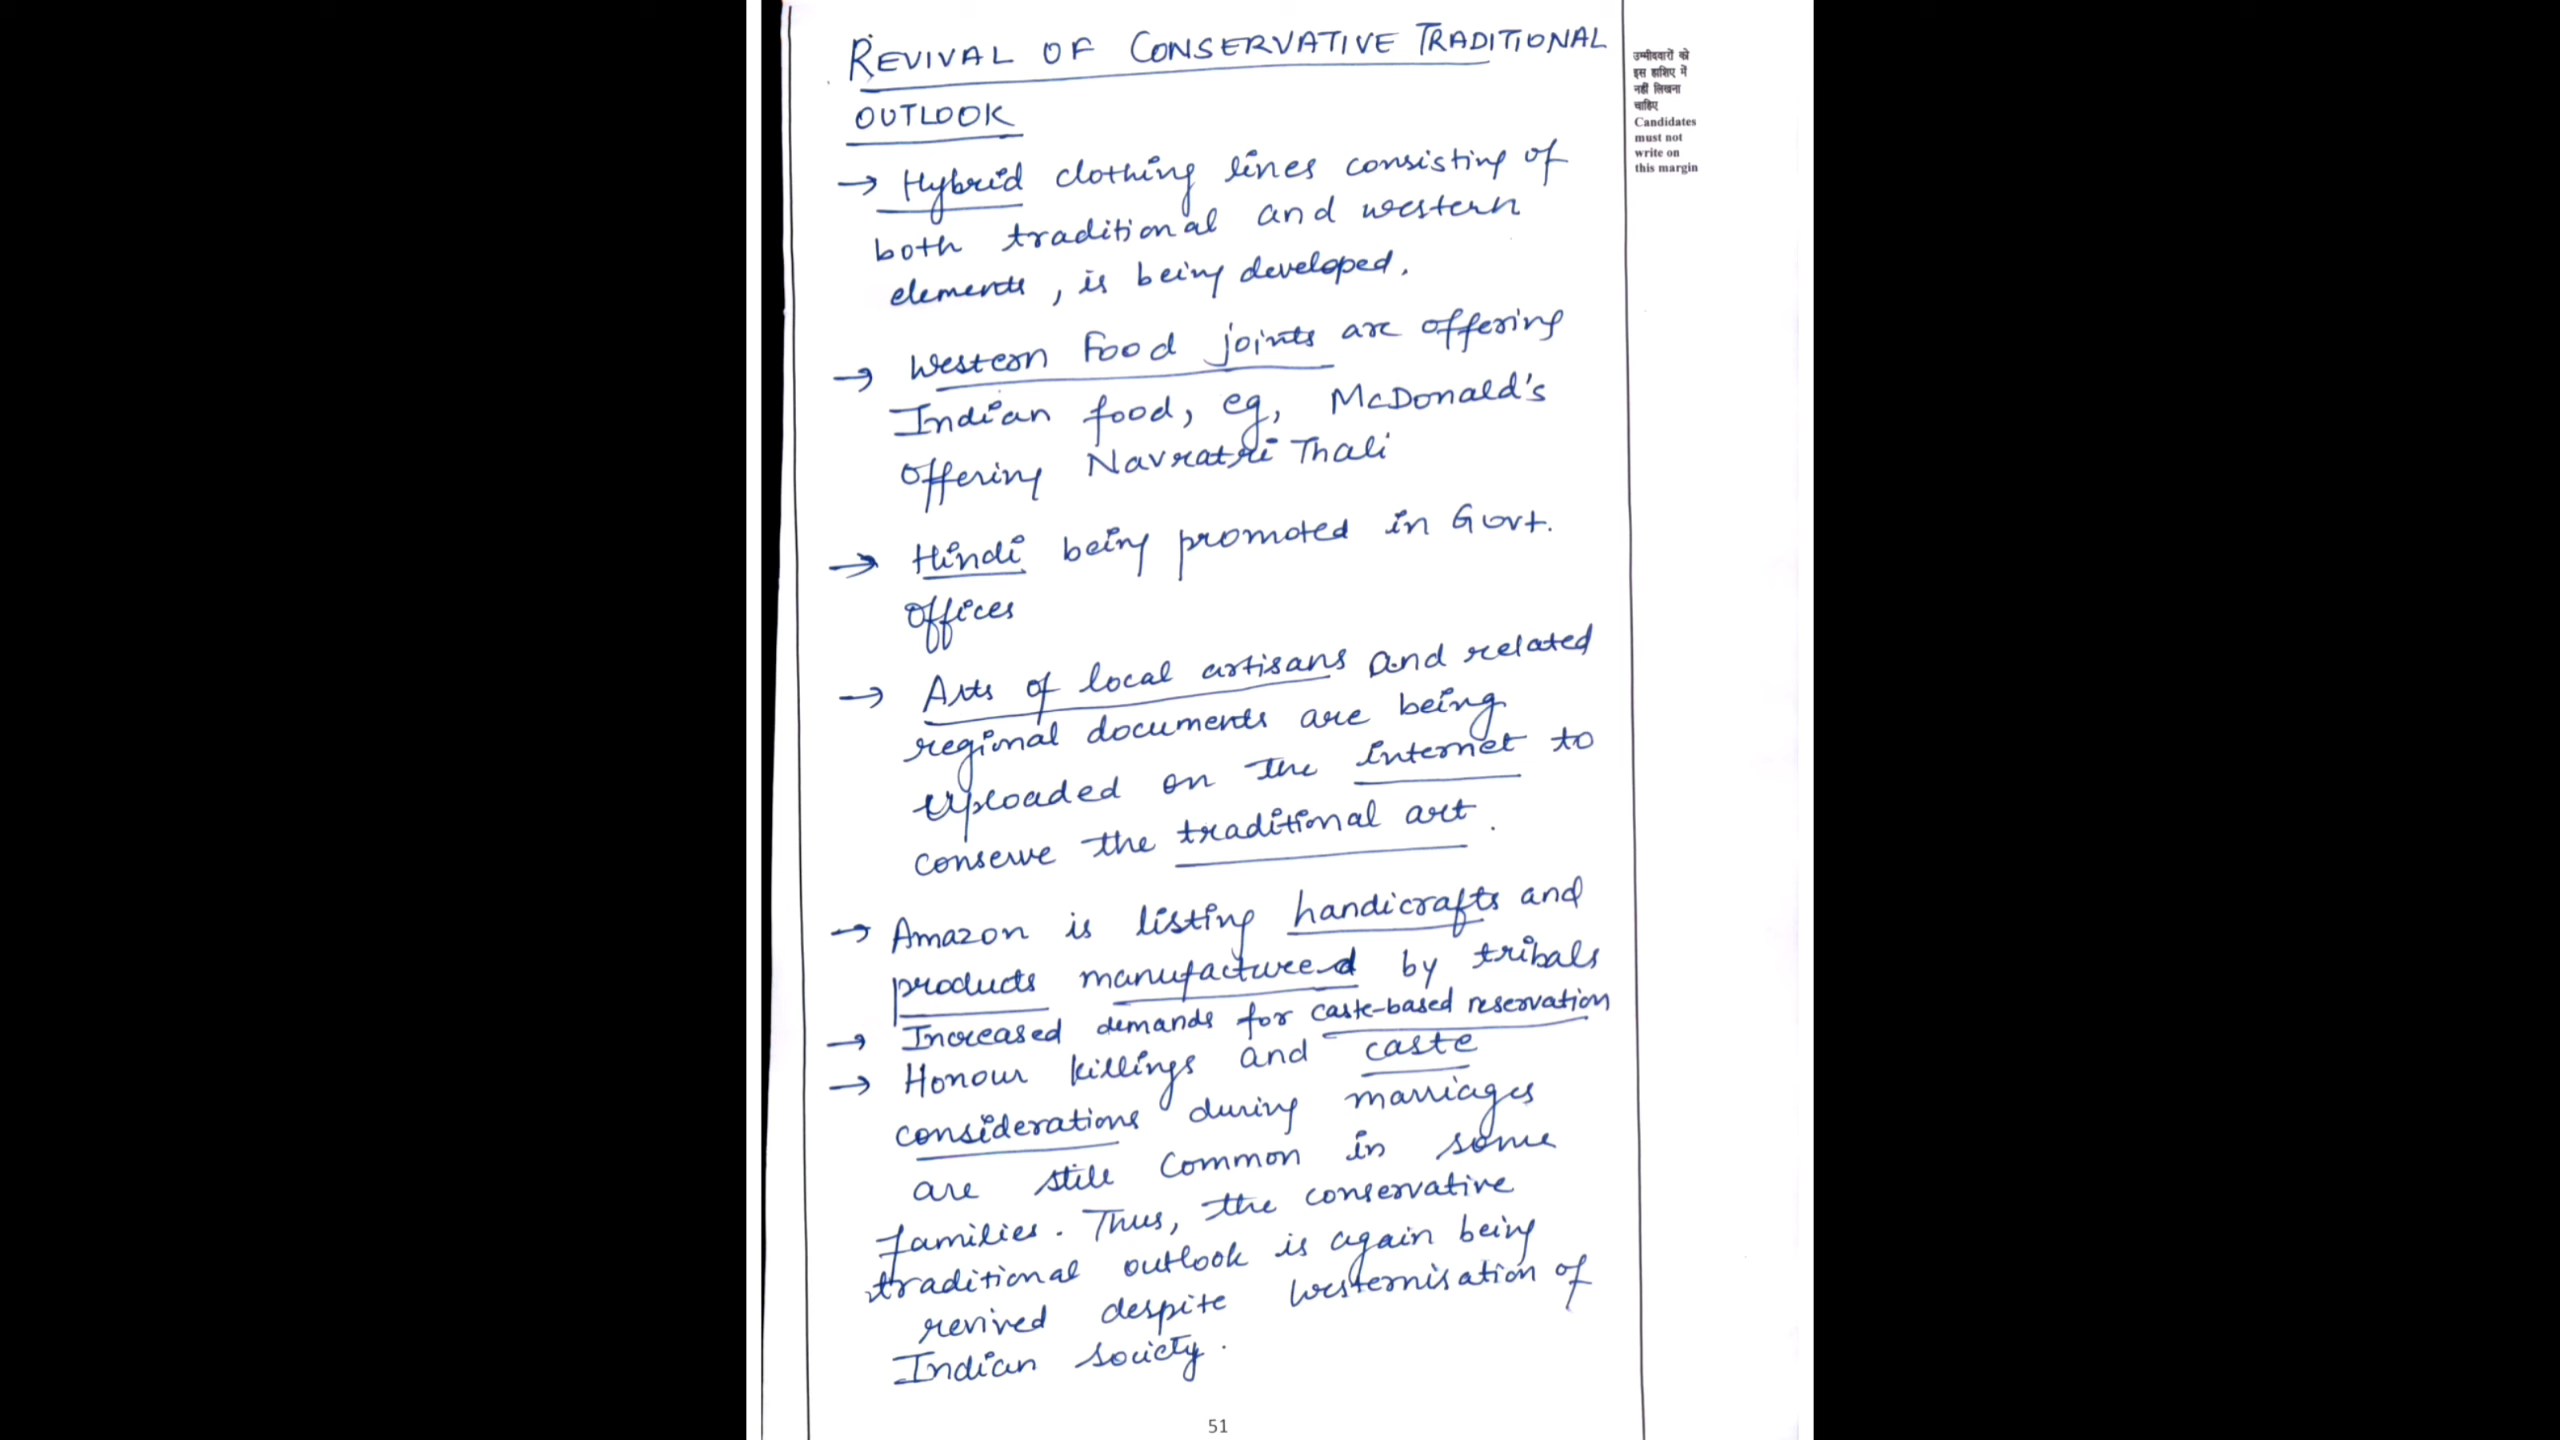 REVIVAL OF CONSERVATIVE TRADITIONAL
OUTLOOK
→ Hybrid clothing lines consisting of
both traditional and western
elements, is being developed.
→ Western Food joints are offering
Indian food, eg, McDonald's
offering Navratri Thali
→ Hindi being promoted in Govt.
offices
→ Arts of local artisans and related
regional documents are being
uploaded on the internet to
conserve the traditional art.
→ Amazon is listing handicrafts and
products manufactureed by tribals
→ Increased demands for caste-based reservation
→ Honour killings and caste
considerations during marriages
are still common in some
families. Thus, the conservative
traditional outlook is again being
revived despite westernisation of
Indian society.
उम्मीदवारों को
इस हाशिए में
नहीं लिखना
चाहिए
Candidates
must not
write on
this margin
51